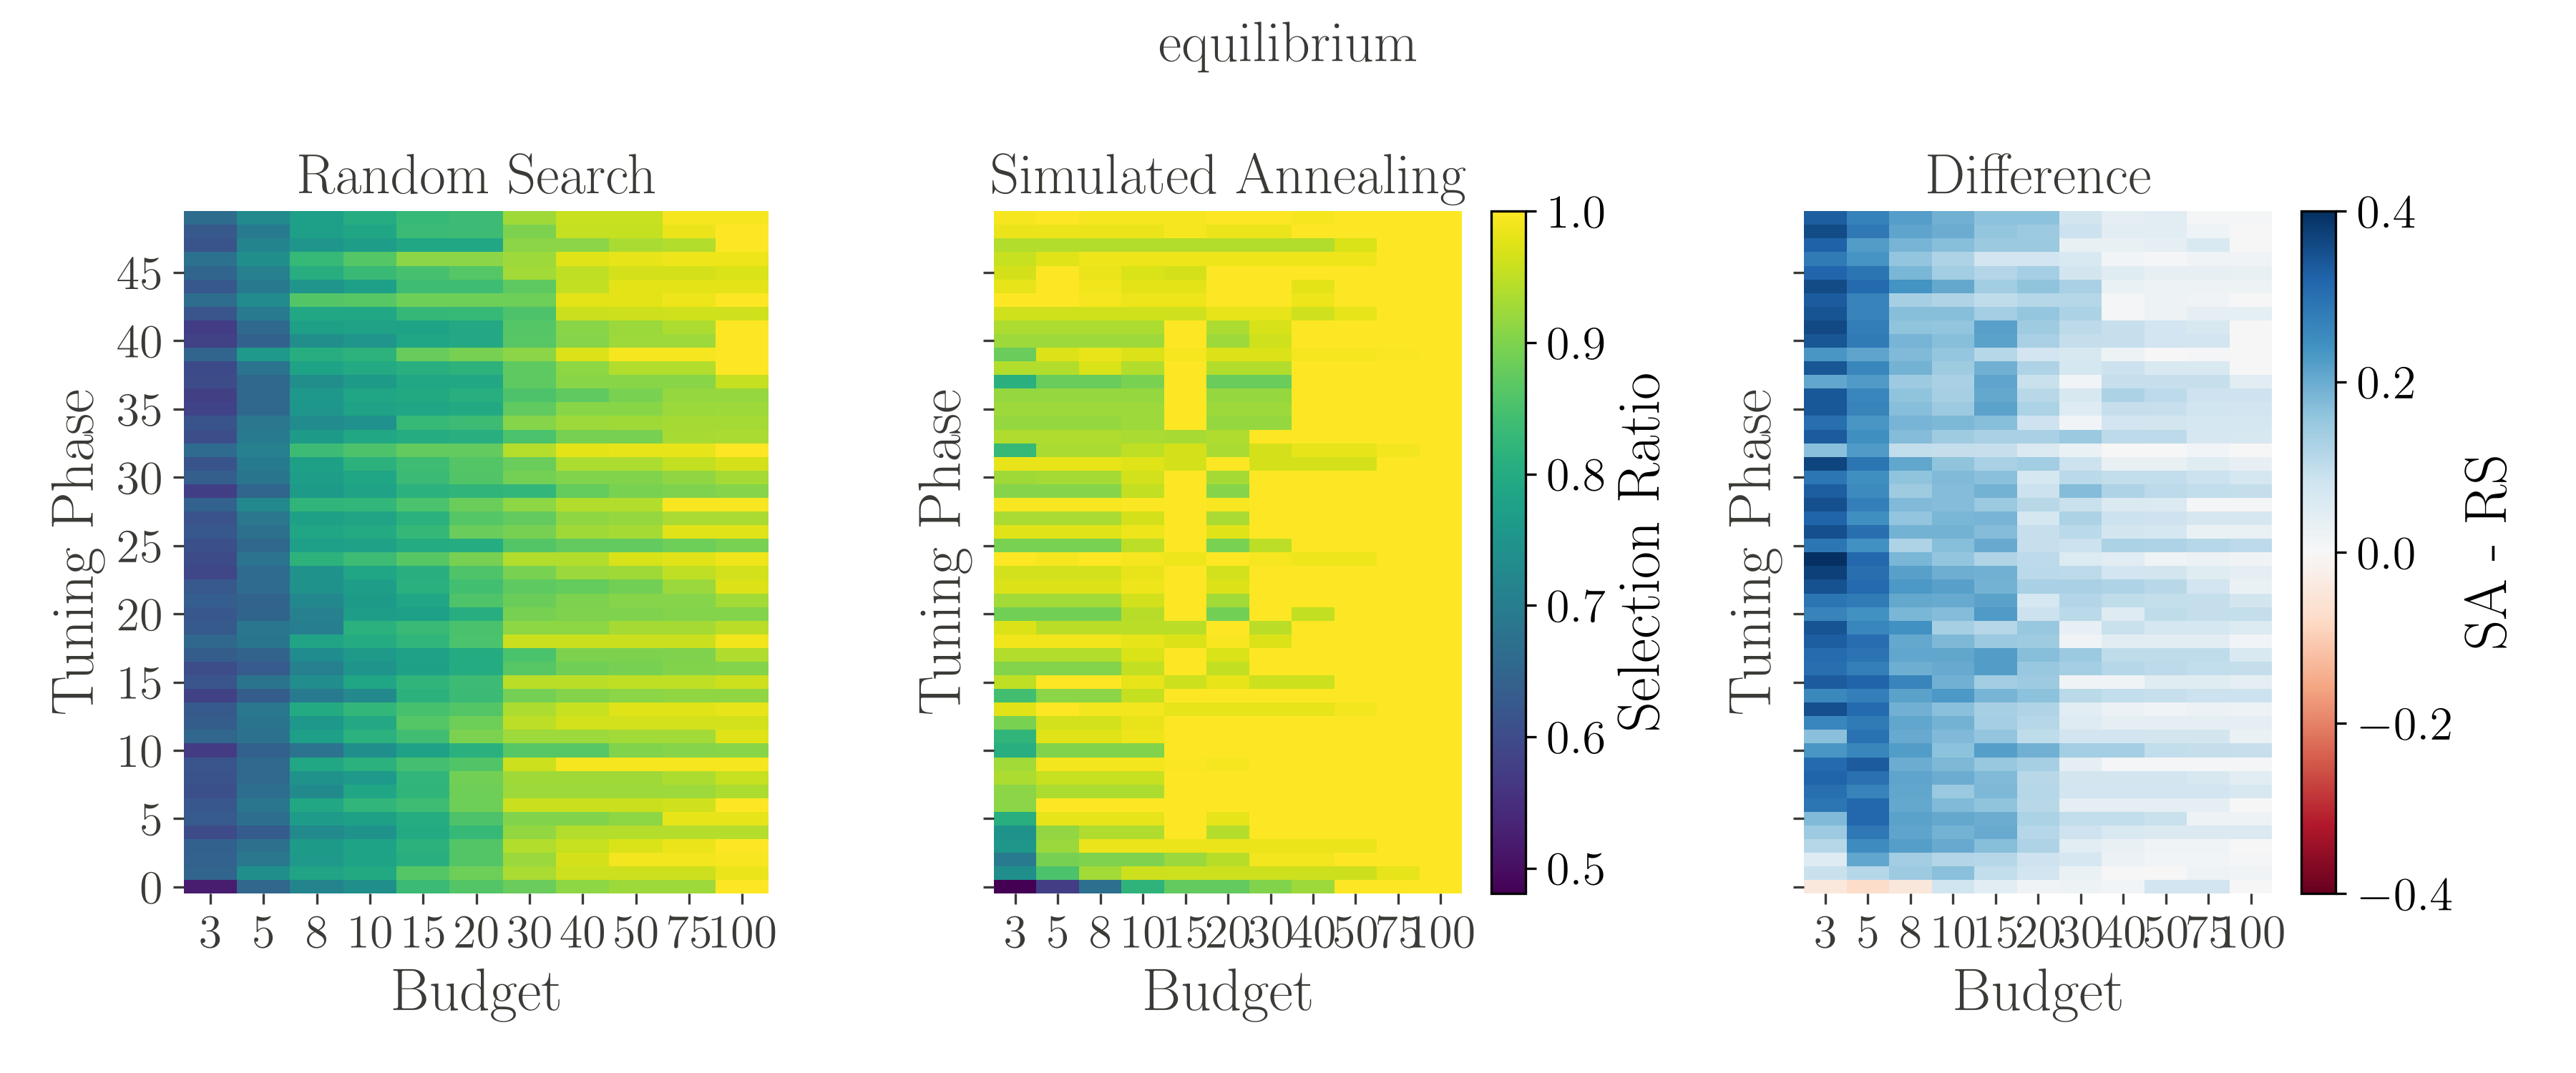 equilibrium
Random Search
45
40
35
30
25
20
15
10
5
0
Tuning Phase
3 5 8 10 15 20 30 40 50 75 100
Budget
Simulated Annealing
Tuning Phase
3 5 8 10 15 20 30 40 50 75 100
Budget
1.0
0.9
0.8
0.7
0.6
0.5
Selection Ratio
Difference
Tuning Phase
3 5 8 10 15 20 30 40 50 75 100
Budget
0.4
0.2
0.0
−0.2
−0.4
SA - RS